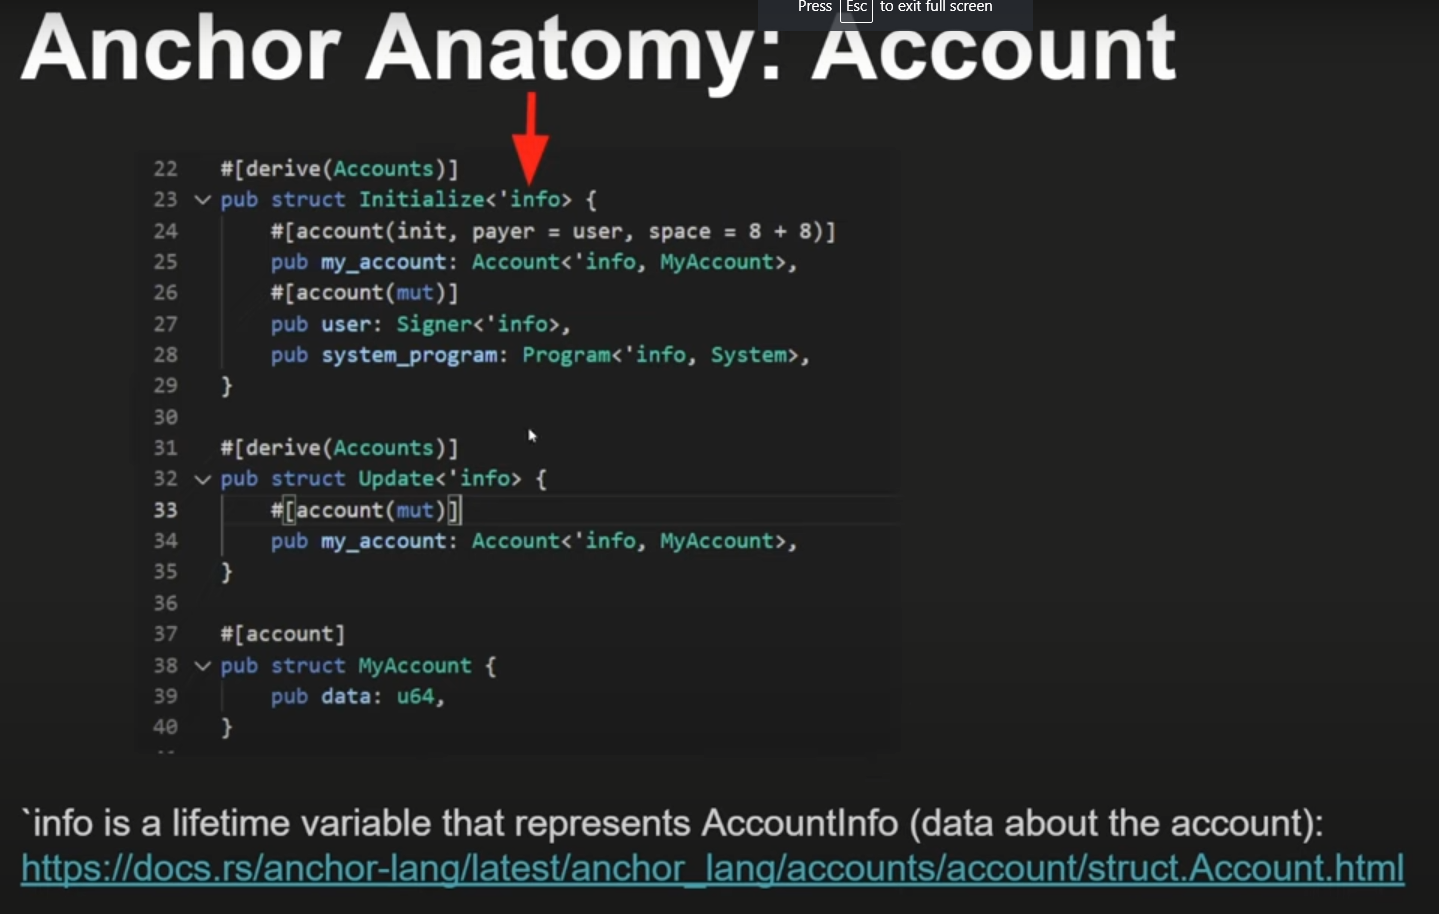 Press Esc to exit full screen
Anchor Anatomy: Account
22 #[derive(Accounts)]
23 pub struct Initialize<'info> {
24 #[account(init, payer = user, space = 8 + 8)]
25 pub my_account: Account<'info, MyAccount>,
26 #[account(mut)]
27 pub user: Signer<'info>,
28 pub system_program: Program<'info, System>,
29 }
30
31 #[derive(Accounts)]
32 pub struct Update<'info> {
33 #[account(mut)]
34 pub my_account: Account<'info, MyAccount>,
35 }
36
37 #[account]
38 pub struct MyAccount {
39 pub data: u64,
40 }
`info is a lifetime variable that represents AccountInfo (data about the account):
https://docs.rs/anchor-lang/latest/anchor_lang/accounts/account/struct.Account.html